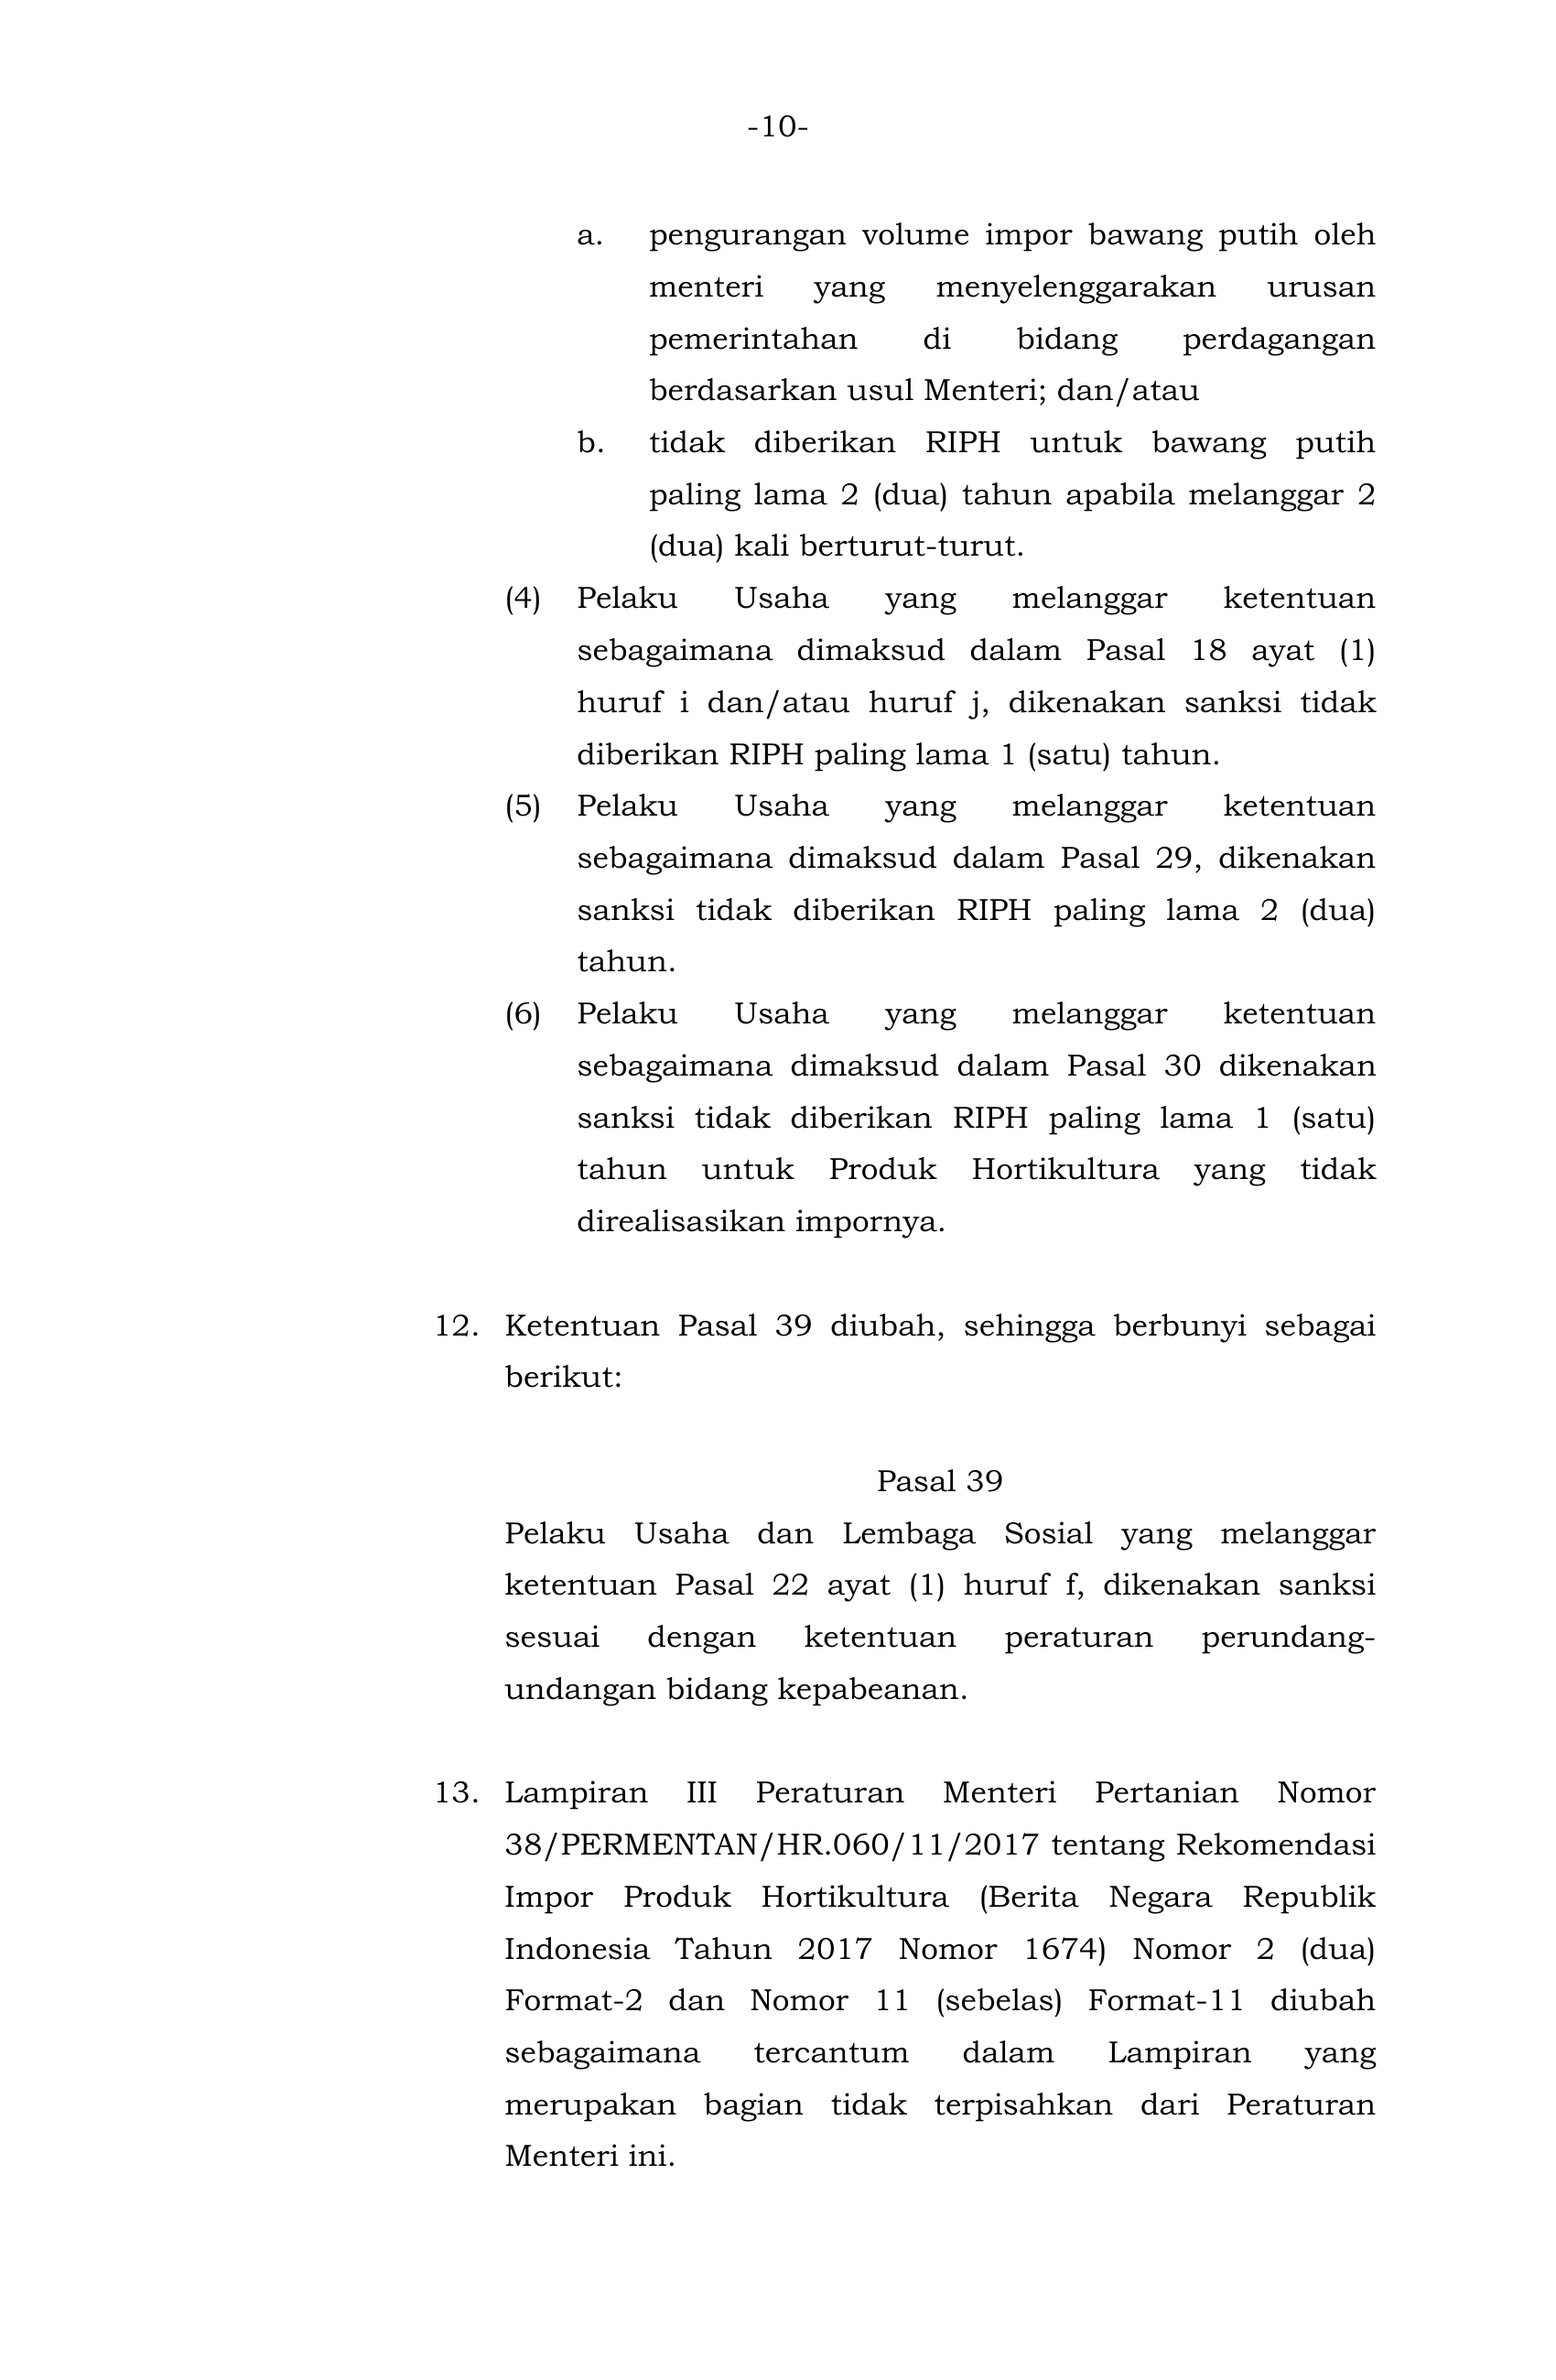 -10-
a. pengurangan volume impor bawang putih oleh
menteri yang menyelenggarakan urusan
pemerintahan di bidang perdagangan
berdasarkan usul Menteri; dan/atau
b. tidak diberikan RIPH untuk bawang putih
paling lama 2 (dua) tahun apabila melanggar 2
(dua) kali berturut-turut.
(4) Pelaku Usaha yang melanggar ketentuan
sebagaimana dimaksud dalam Pasal 18 ayat (1)
huruf i dan/atau huruf j, dikenakan sanksi tidak
diberikan RIPH paling lama 1 (satu) tahun.
(5) Pelaku Usaha yang melanggar ketentuan
sebagaimana dimaksud dalam Pasal 29, dikenakan
sanksi tidak diberikan RIPH paling lama 2 (dua)
tahun.
(6) Pelaku Usaha yang melanggar ketentuan
sebagaimana dimaksud dalam Pasal 30 dikenakan
sanksi tidak diberikan RIPH paling lama 1 (satu)
tahun untuk Produk Hortikultura yang tidak
direalisasikan impornya.
12. Ketentuan Pasal 39 diubah, sehingga berbunyi sebagai
berikut:
Pasal 39
Pelaku Usaha dan Lembaga Sosial yang melanggar
ketentuan Pasal 22 ayat (1) huruf f, dikenakan sanksi
sesuai dengan ketentuan peraturan perundang-
undangan bidang kepabeanan.
13. Lampiran III Peraturan Menteri Pertanian Nomor
38/PERMENTAN/HR.060/11/2017 tentang Rekomendasi
Impor Produk Hortikultura (Berita Negara Republik
Indonesia Tahun 2017 Nomor 1674) Nomor 2 (dua)
Format-2 dan Nomor 11 (sebelas) Format-11 diubah
sebagaimana tercantum dalam Lampiran yang
merupakan bagian tidak terpisahkan dari Peraturan
Menteri ini.